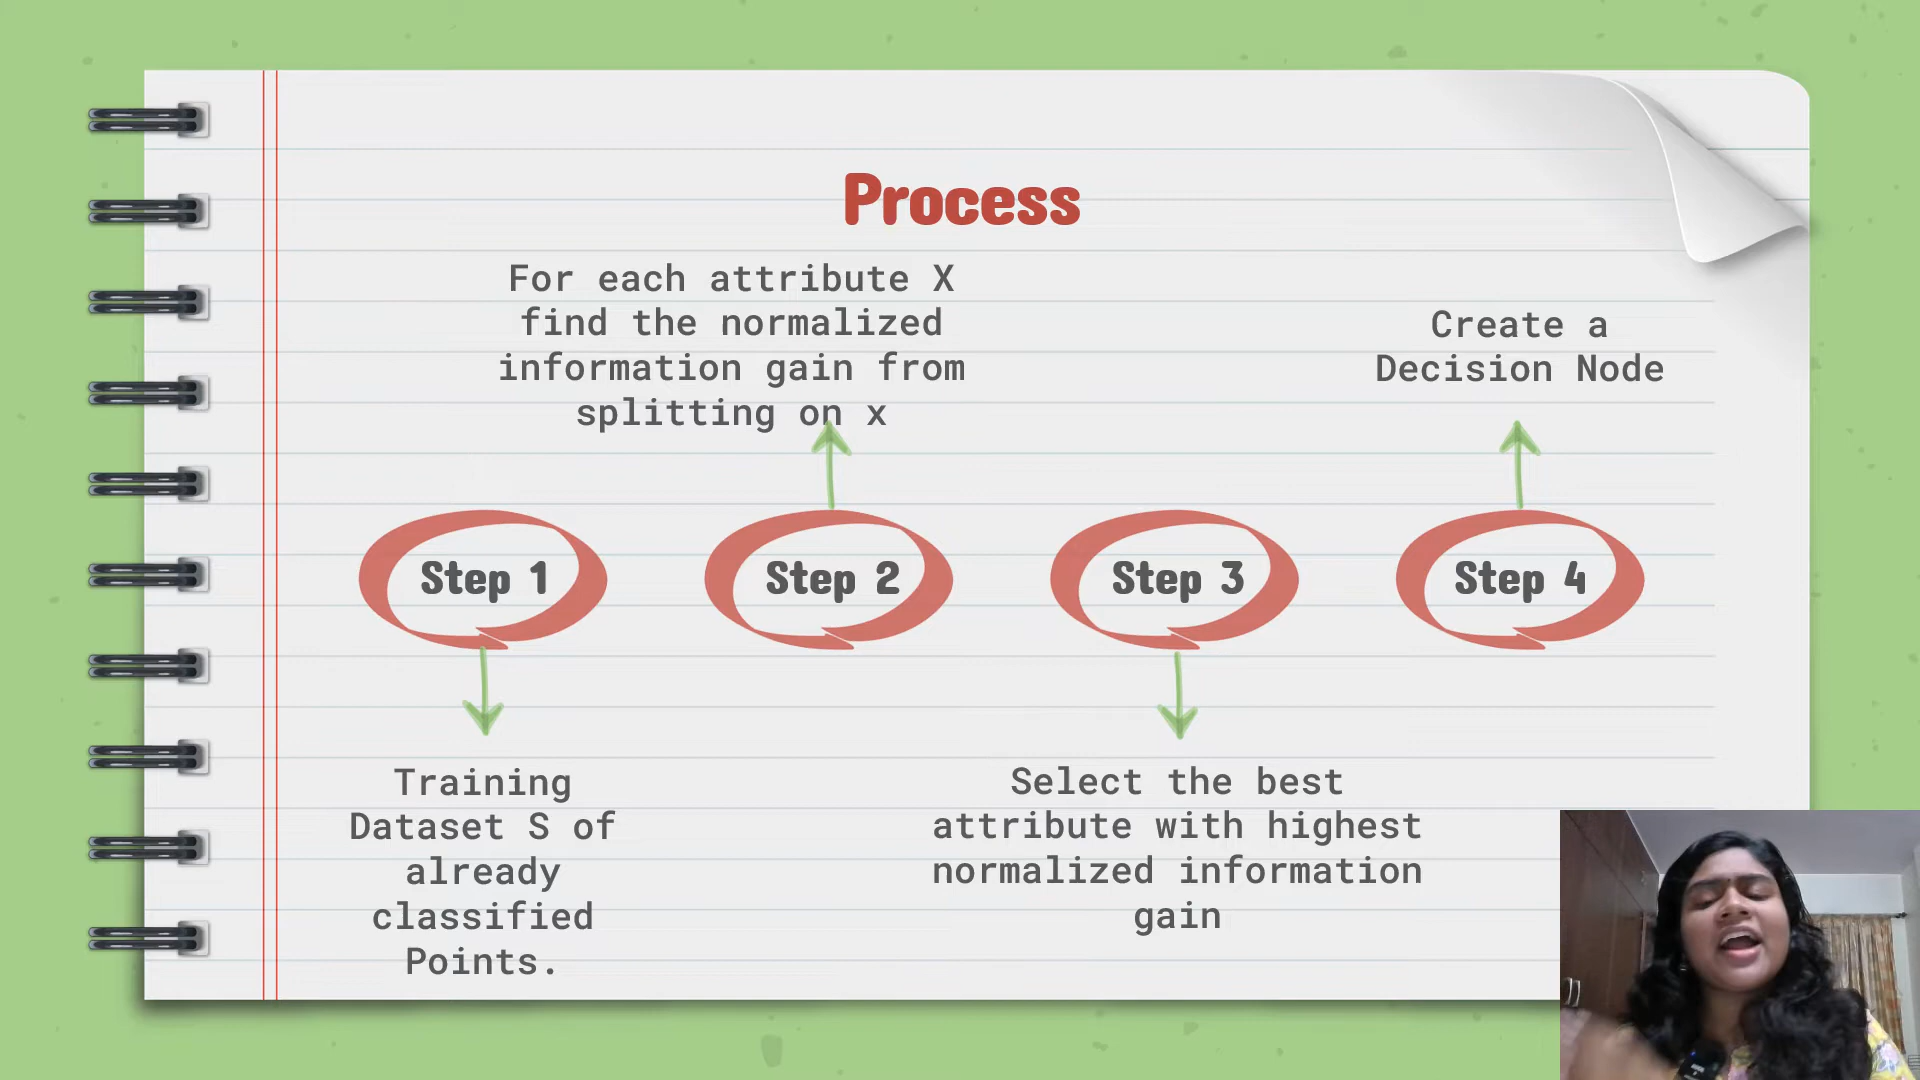 Process
For each attribute X
find the normalized
information gain from
splitting on x
Create a
Decision Node
Step 1
Step 2
Step 3
Step 4
Training
Dataset S of
already
classified
Points.
Select the best
attribute with highest
normalized information
gain